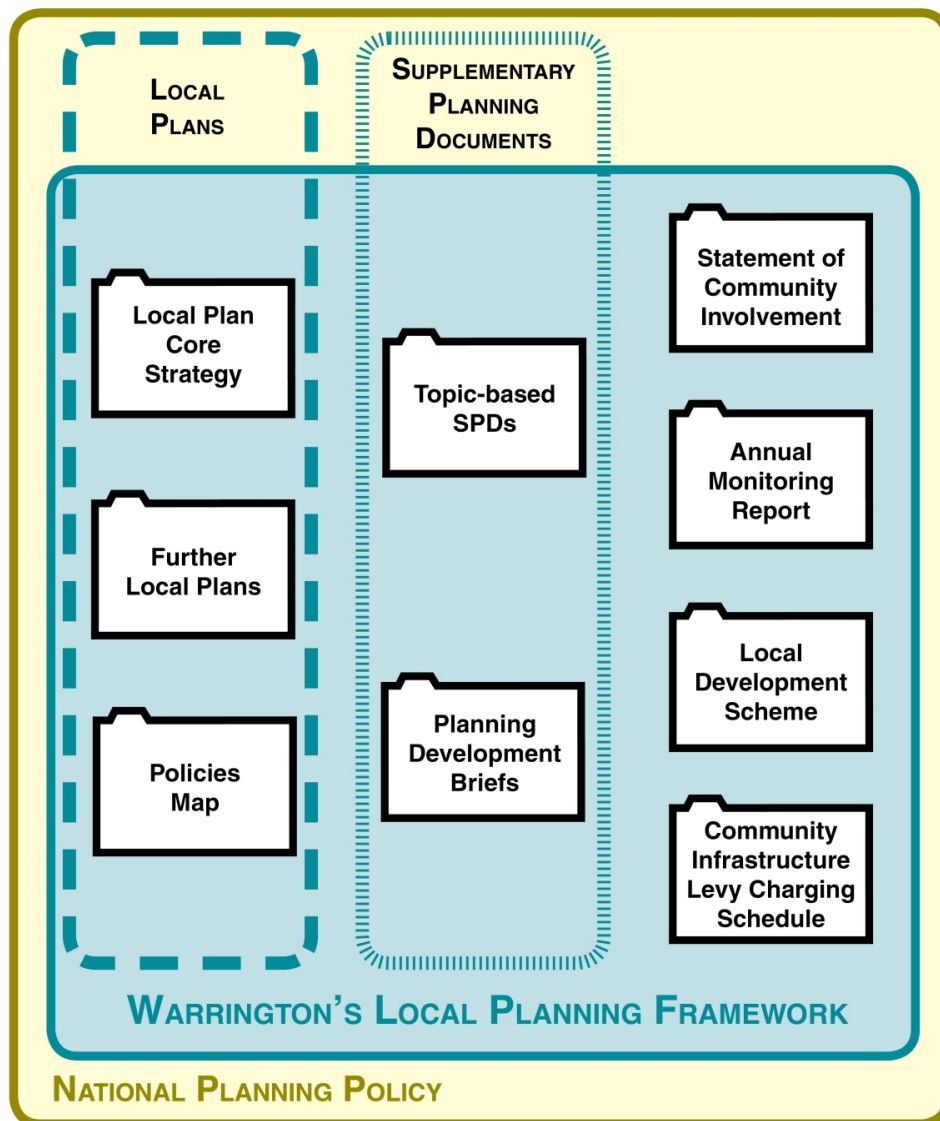 LOCAL
PLANS
SUPPLEMENTARY
PLANNING
DOCUMENTS
Local Plan
Core
Strategy
Further
Local Plans
Policies
Map
Topic-based
SPDs
Planning
Development
Briefs
Statement of
Community
Involvement
Annual
Monitoring
Report
Local
Development
Scheme
Community
Infrastructure
Levy Charging
Schedule
WARRINGTON'S LOCAL PLANNING FRAMEWORK
NATIONAL PLANNING POLICY